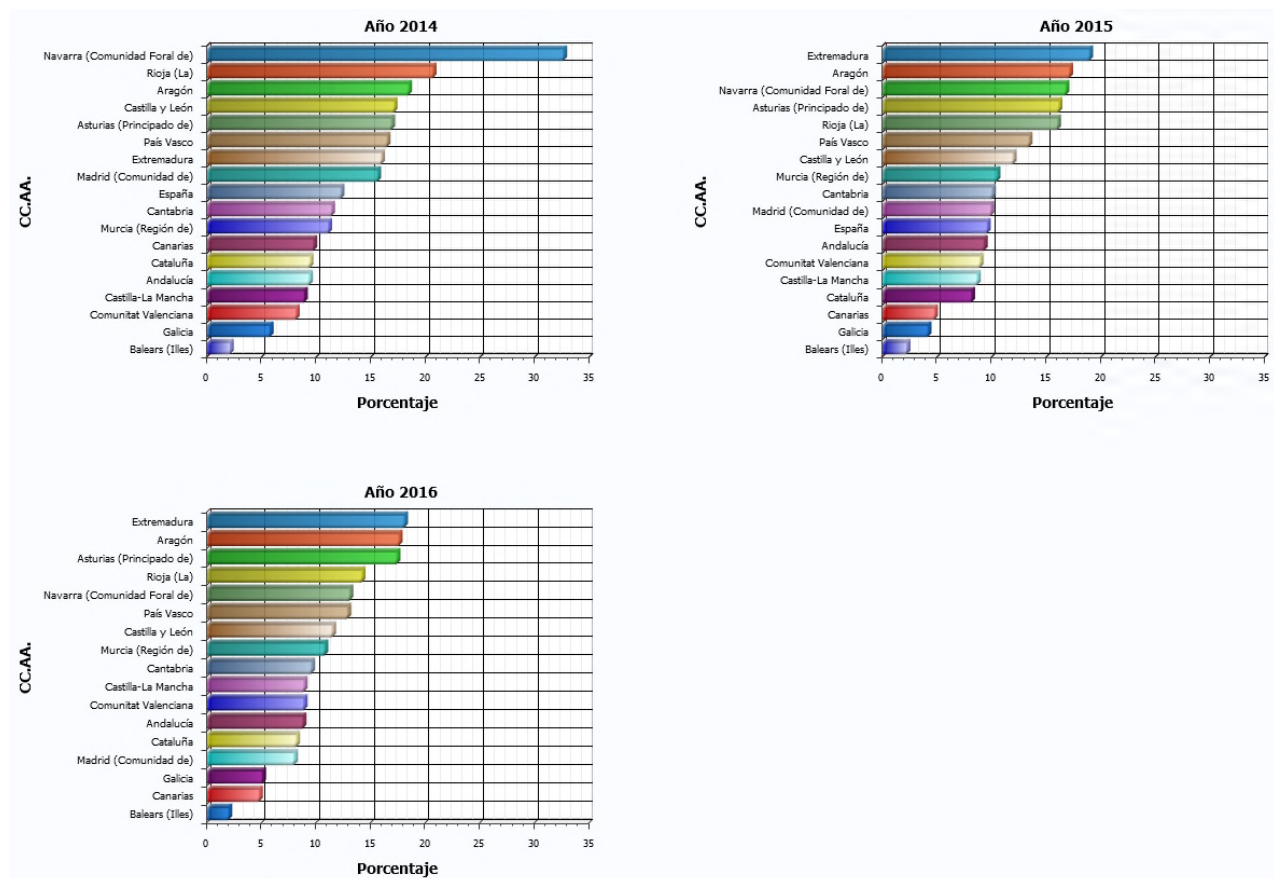 Año 2014
Navarra (Comunidad Foral de)
Rioja (La)
Aragón
Castilla y León
Asturias (Principado de)
País Vasco
Extremadura
Madrid (Comunidad de)
España
Cantabria
Murcia (Región de)
Canarias
Cataluña
Andalucía
Castilla-La Mancha
Comunitat Valenciana
Galicia
Balears (Illes)
CC.AA.
0 5 10 15 20 25 30 35
Porcentaje
Año 2015
Extremadura
Aragón
Navarra (Comunidad Foral de)
Asturias (Principado de)
Rioja (La)
País Vasco
Castilla y León
Murcia (Región de)
Cantabria
Madrid (Comunidad de)
España
Andalucía
Comunitat Valenciana
Castilla-La Mancha
Cataluña
Canarias
Galicia
Balears (Illes)
CC.AA.
0 5 10 15 20 25 30 35
Porcentaje
Año 2016
Extremadura
Aragón
Asturias (Principado de)
Rioja (La)
Navarra (Comunidad Foral de)
País Vasco
Castilla y León
Murcia (Región de)
Cantabria
Castilla-La Mancha
Comunitat Valenciana
Andalucía
Cataluña
Madrid (Comunidad de)
Galicia
Canarias
Balears (Illes)
CC.AA.
0 5 10 15 20 25 30 35
Porcentaje